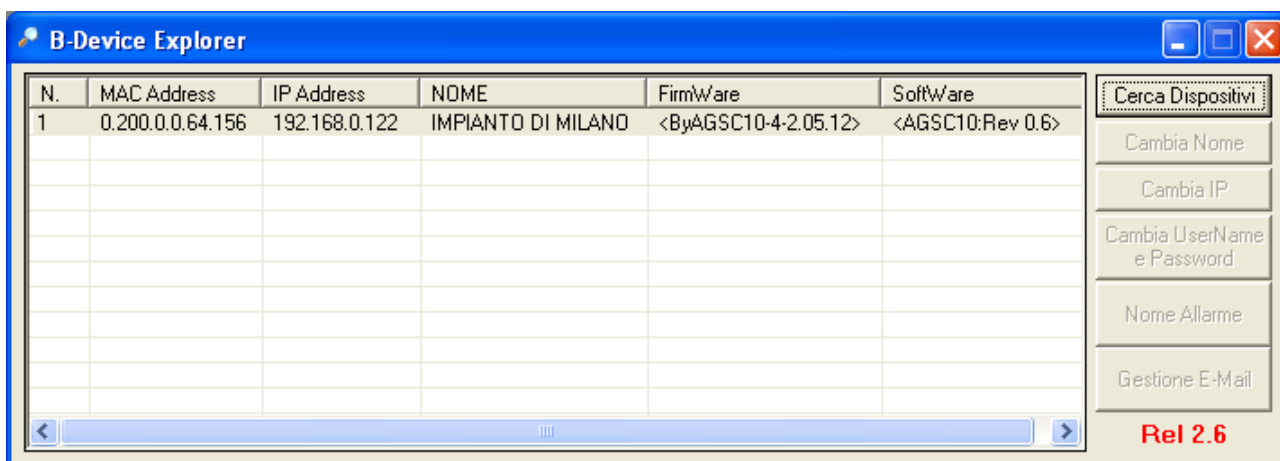 B-Device Explorer
N. MAC Address IP Address NOME FirmWare SoftWare
1 0.200.0.0.64.156 192.168.0.122 IMPIANTO DI MILANO <ByAGSC10-4-2.05.12> <AGSC10:Rev 0.6>
Cerca Dispositivi
Cambia Nome
Cambia IP
Cambia UserName
e Password
Nome Allarme
Gestione E-Mail
Rel 2.6